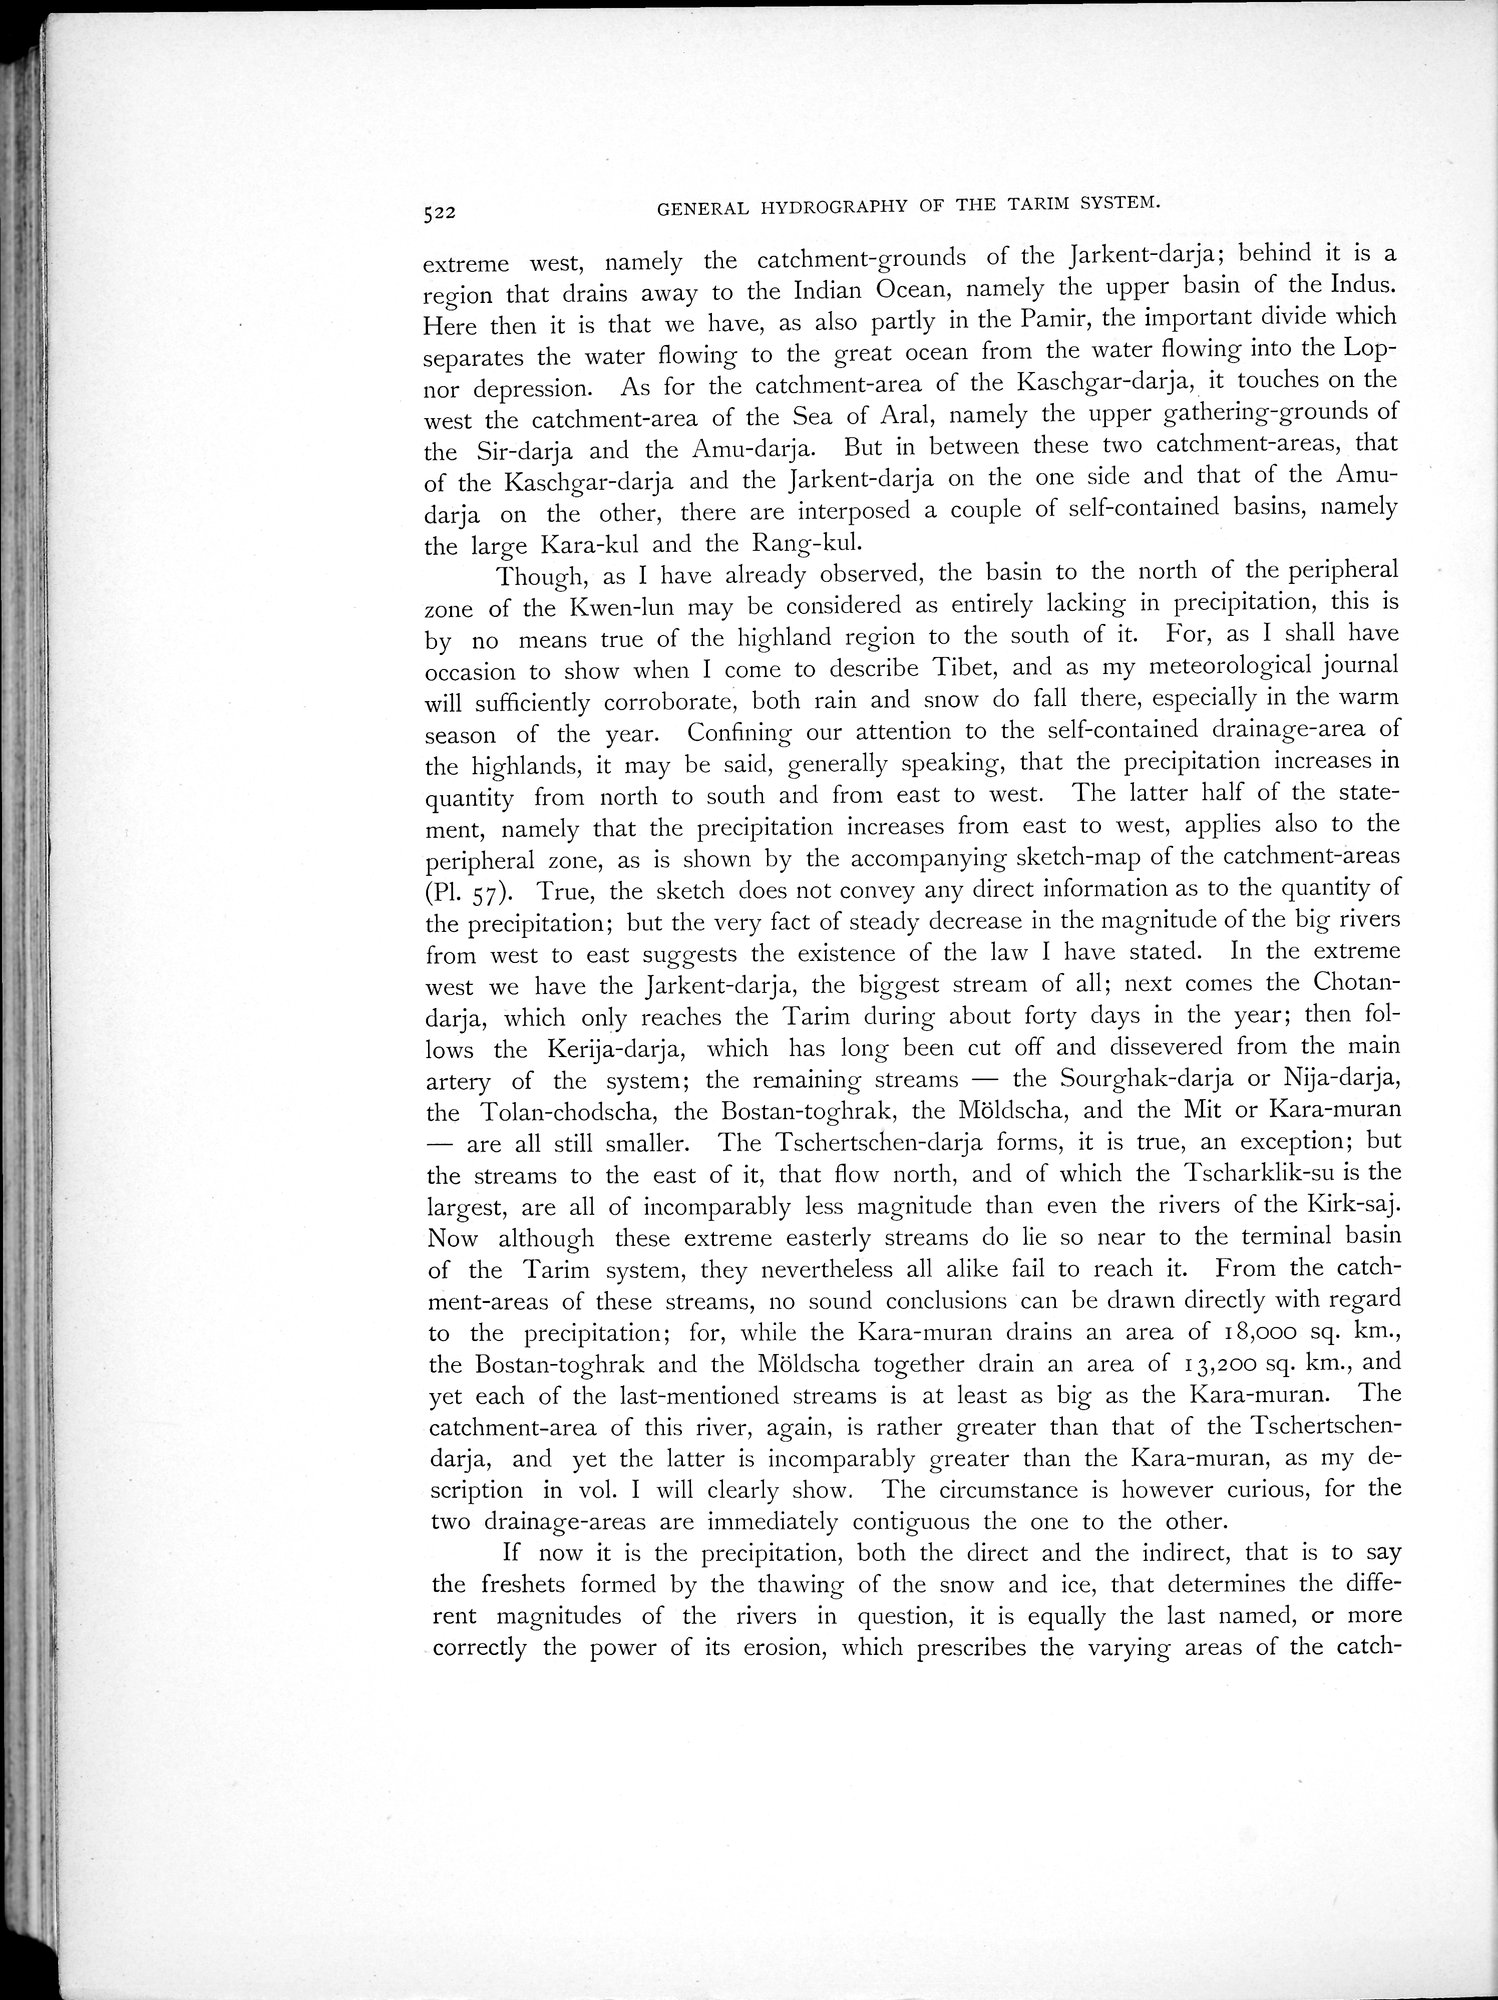 522 GENERAL HYDROGRAPHY OF THE TARIM SYSTEM.
extreme west, namely the catchment-grounds of the Jarkent-darja; behind it is a
region that drains away to the Indian Ocean, namely the upper basin of the Indus.
Here then it is that we have, as also partly in the Pamir, the important divide which
separates the water flowing to the great ocean from the water flowing into the Lop-
nor depression. As for the catchment-area of the Kaschgar-darja, it touches on the
west the catchment-area of the Sea of Aral, namely the upper gathering-grounds of
the Sir-darja and the Amu-darja. But in between these two catchment-areas, that
of the Kaschgar-darja and the Jarkent-darja on the one side and that of the Amu-
darja on the other, there are interposed a couple of self-contained basins, namely
the large Kara-kul and the Rang-kul.
Though, as I have already observed, the basin to the north of the peripheral
zone of the Kwen-lun may be considered as entirely lacking in precipitation, this is
by no means true of the highland region to the south of it. For, as I shall have
occasion to show when I come to describe Tibet, and as my meteorological journal
will sufficiently corroborate, both rain and snow do fall there, especially in the warm
season of the year. Confining our attention to the self-contained drainage-area of
the highlands, it may be said, generally speaking, that the precipitation increases in
quantity from north to south and from east to west. The latter half of the state-
ment, namely that the precipitation increases from east to west, applies also to the
peripheral zone, as is shown by the accompanying sketch-map of the catchment-areas
(Pl. 57). True, the sketch does not convey any direct information as to the quantity of
the precipitation; but the very fact of steady decrease in the magnitude of the big rivers
from west to east suggests the existence of the law I have stated. In the extreme
west we have the Jarkent-darja, the biggest stream of all; next comes the Chotan-
darja, which only reaches the Tarim during about forty days in the year; then fol-
lows the Kerija-darja, which has long been cut off and dissevered from the main
artery of the system; the remaining streams — the Sourghak-darja or Nija-darja,
the Tolan-chodscha, the Bostan-toghrak, the Möldscha, and the Mit or Kara-muran
— are all still smaller. The Tschertschen-darja forms, it is true, an exception; but
the streams to the east of it, that flow north, and of which the Tscharklik-su is the
largest, are all of incomparably less magnitude than even the rivers of the Kirk-saj.
Now although these extreme easterly streams do lie so near to the terminal basin
of the Tarim system, they nevertheless all alike fail to reach it. From the catch-
ment-areas of these streams, no sound conclusions can be drawn directly with regard
to the precipitation; for, while the Kara-muran drains an area of 18,000 sq. km.,
the Bostan-toghrak and the Möldscha together drain an area of 13,200 sq. km., and
yet each of the last-mentioned streams is at least as big as the Kara-muran. The
catchment-area of this river, again, is rather greater than that of the Tschertschen-
darja, and yet the latter is incomparably greater than the Kara-muran, as my de-
scription in vol. I will clearly show. The circumstance is however curious, for the
two drainage-areas are immediately contiguous the one to the other.
If now it is the precipitation, both the direct and the indirect, that is to say
the freshets formed by the thawing of the snow and ice, that determines the diffe-
rent magnitudes of the rivers in question, it is equally the last named, or more
correctly the power of its erosion, which prescribes the varying areas of the catch-